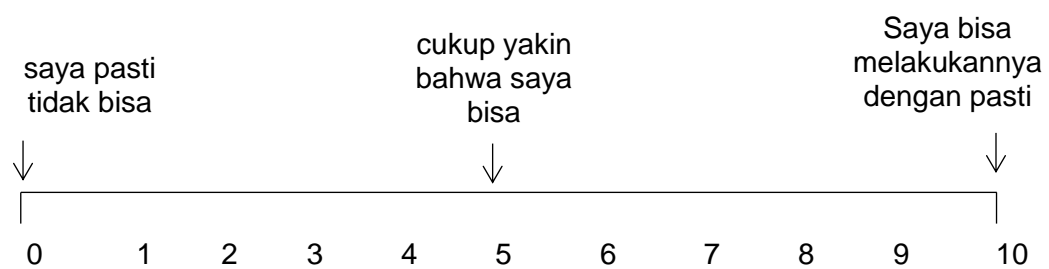 saya pasti
tidak bisa
cukup yakin
bahwa saya
bisa
Saya bisa
melakukannya
dengan pasti
0 1 2 3 4 5 6 7 8 9 10